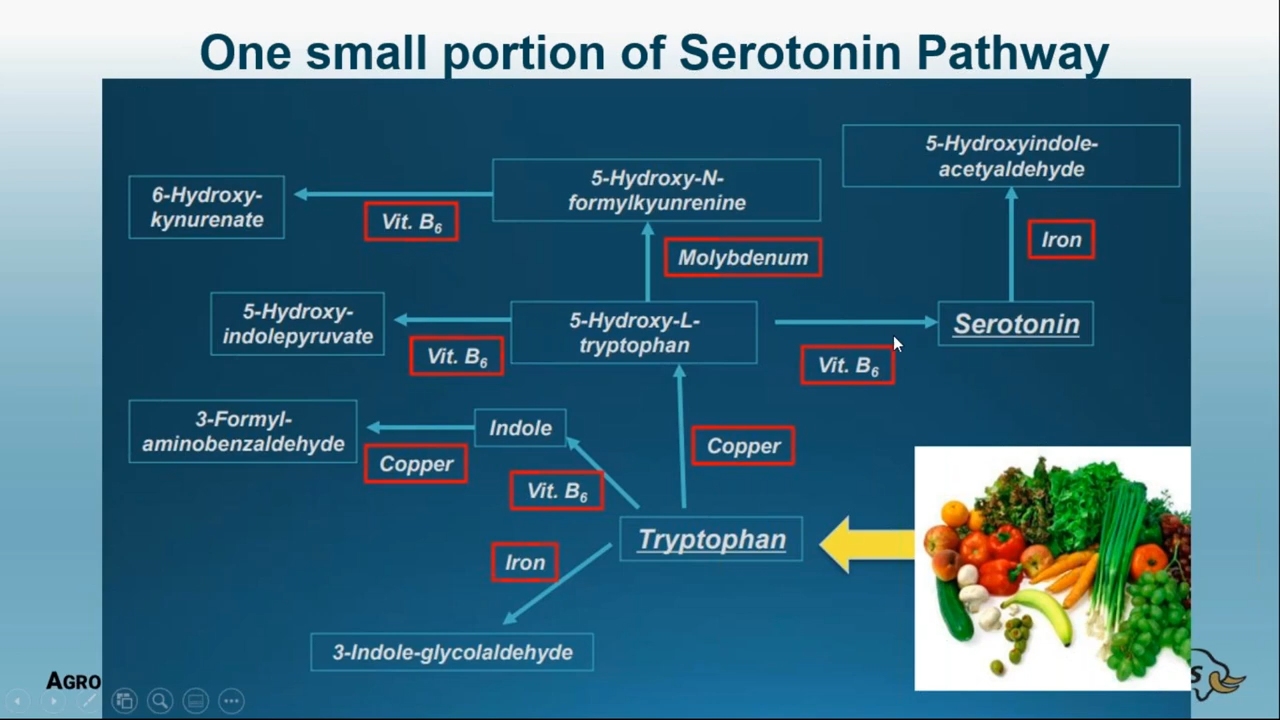 One small portion of Serotonin Pathway
5-Hydroxyindole-
acetyaldehyde
5-Hydroxy-N-
formylkyunrenine
6-Hydroxy-
kynurenate
Vit. B6
Iron
Molybdenum
5-Hydroxy-
indolepyruvate
5-Hydroxy-L-
tryptophan
Serotonin
Vit. B6
Vit. B6
3-Formyl-
aminobenzaldehyde
Indole
Copper
Copper
Vit. B6
Tryptophan
Iron
3-Indole-glycolaldehyde
AGRO
S